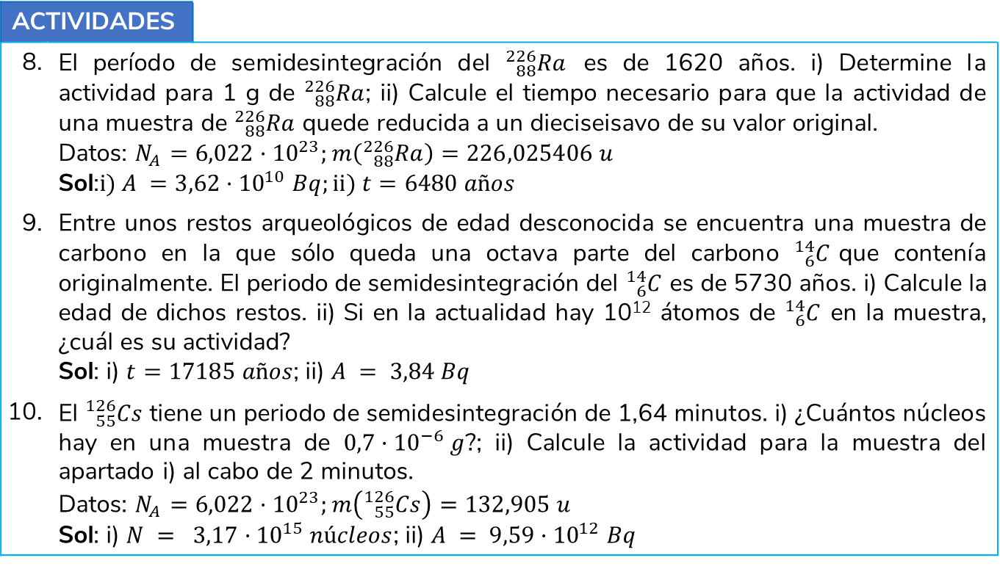 ACTIVIDADES
8. El período de semidesintegración del $^{226}_{88}Ra$ es de 1620 años. i) Determine la
actividad para 1 g de $^{226}_{88}Ra$; ii) Calcule el tiempo necesario para que la actividad de
una muestra de $^{226}_{88}Ra$ quede reducida a un dieciseisavo de su valor original.
Datos: $N_A = 6,022 \cdot 10^{23}; m(^{226}_{88}Ra) = 226,025406\ u$
Sol:i) $A = 3,62 \cdot 10^{10}\ Bq$; ii) $t = 6480\ años$
9. Entre unos restos arqueológicos de edad desconocida se encuentra una muestra de
carbono en la que sólo queda una octava parte del carbono $^{14}_{6}C$ que contenía
originalmente. El periodo de semidesintegración del $^{14}_{6}C$ es de 5730 años. i) Calcule la
edad de dichos restos. ii) Si en la actualidad hay $10^{12}$ átomos de $^{14}_{6}C$ en la muestra,
¿cuál es su actividad?
Sol: i) $t = 17185\ años$; ii) $A = 3,84\ Bq$
10. El $^{126}_{55}Cs$ tiene un periodo de semidesintegración de 1,64 minutos. i) ¿Cuántos núcleos
hay en una muestra de $0,7 \cdot 10^{-6}\ g$?; ii) Calcule la actividad para la muestra del
apartado i) al cabo de 2 minutos.
Datos: $N_A = 6,022 \cdot 10^{23}; m(^{126}_{55}Cs) = 132,905\ u$
Sol: i) $N = 3,17 \cdot 10^{15}\ núcleos$; ii) $A = 9,59 \cdot 10^{12}\ Bq$